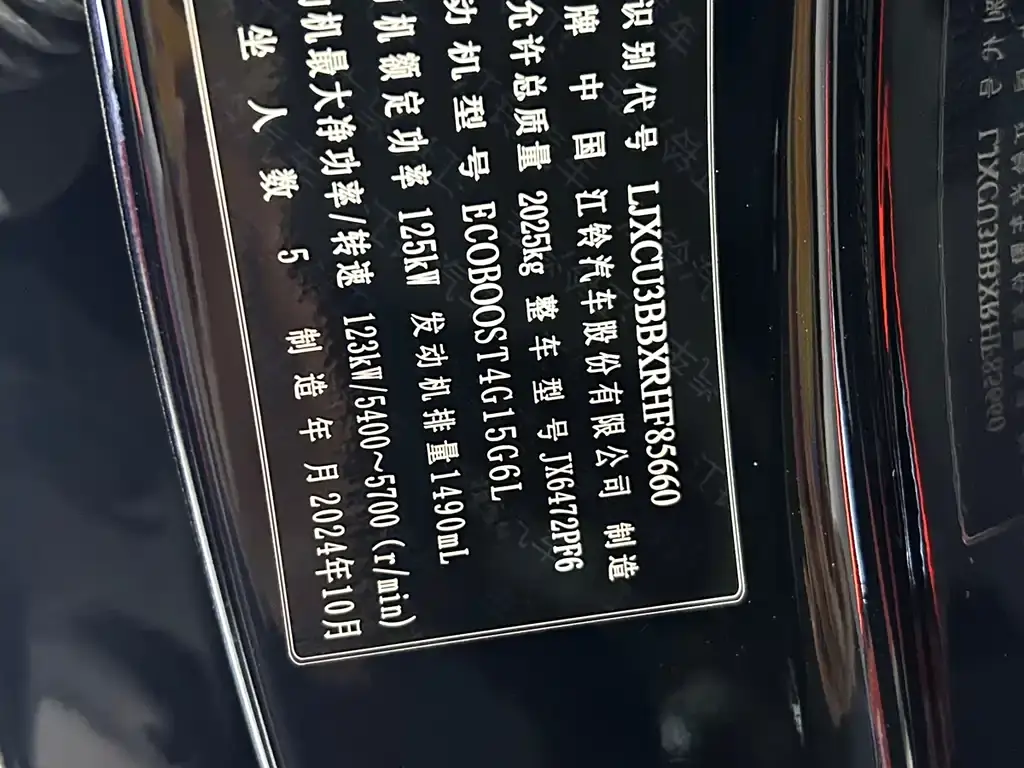 识别代号 LJXCU3BBXRHF85660
牌 中国 江铃汽车股份有限公司 制造
允许总质量 2025kg 整车型号 JX6472PF6
动机型号 ECOBOOST4G15G6L
机额定功率 125kW 发动机排量1490mL
机最大净功率/转速 123kW/5400~5700(r/min)
坐人数 5 制造年月2024年10月